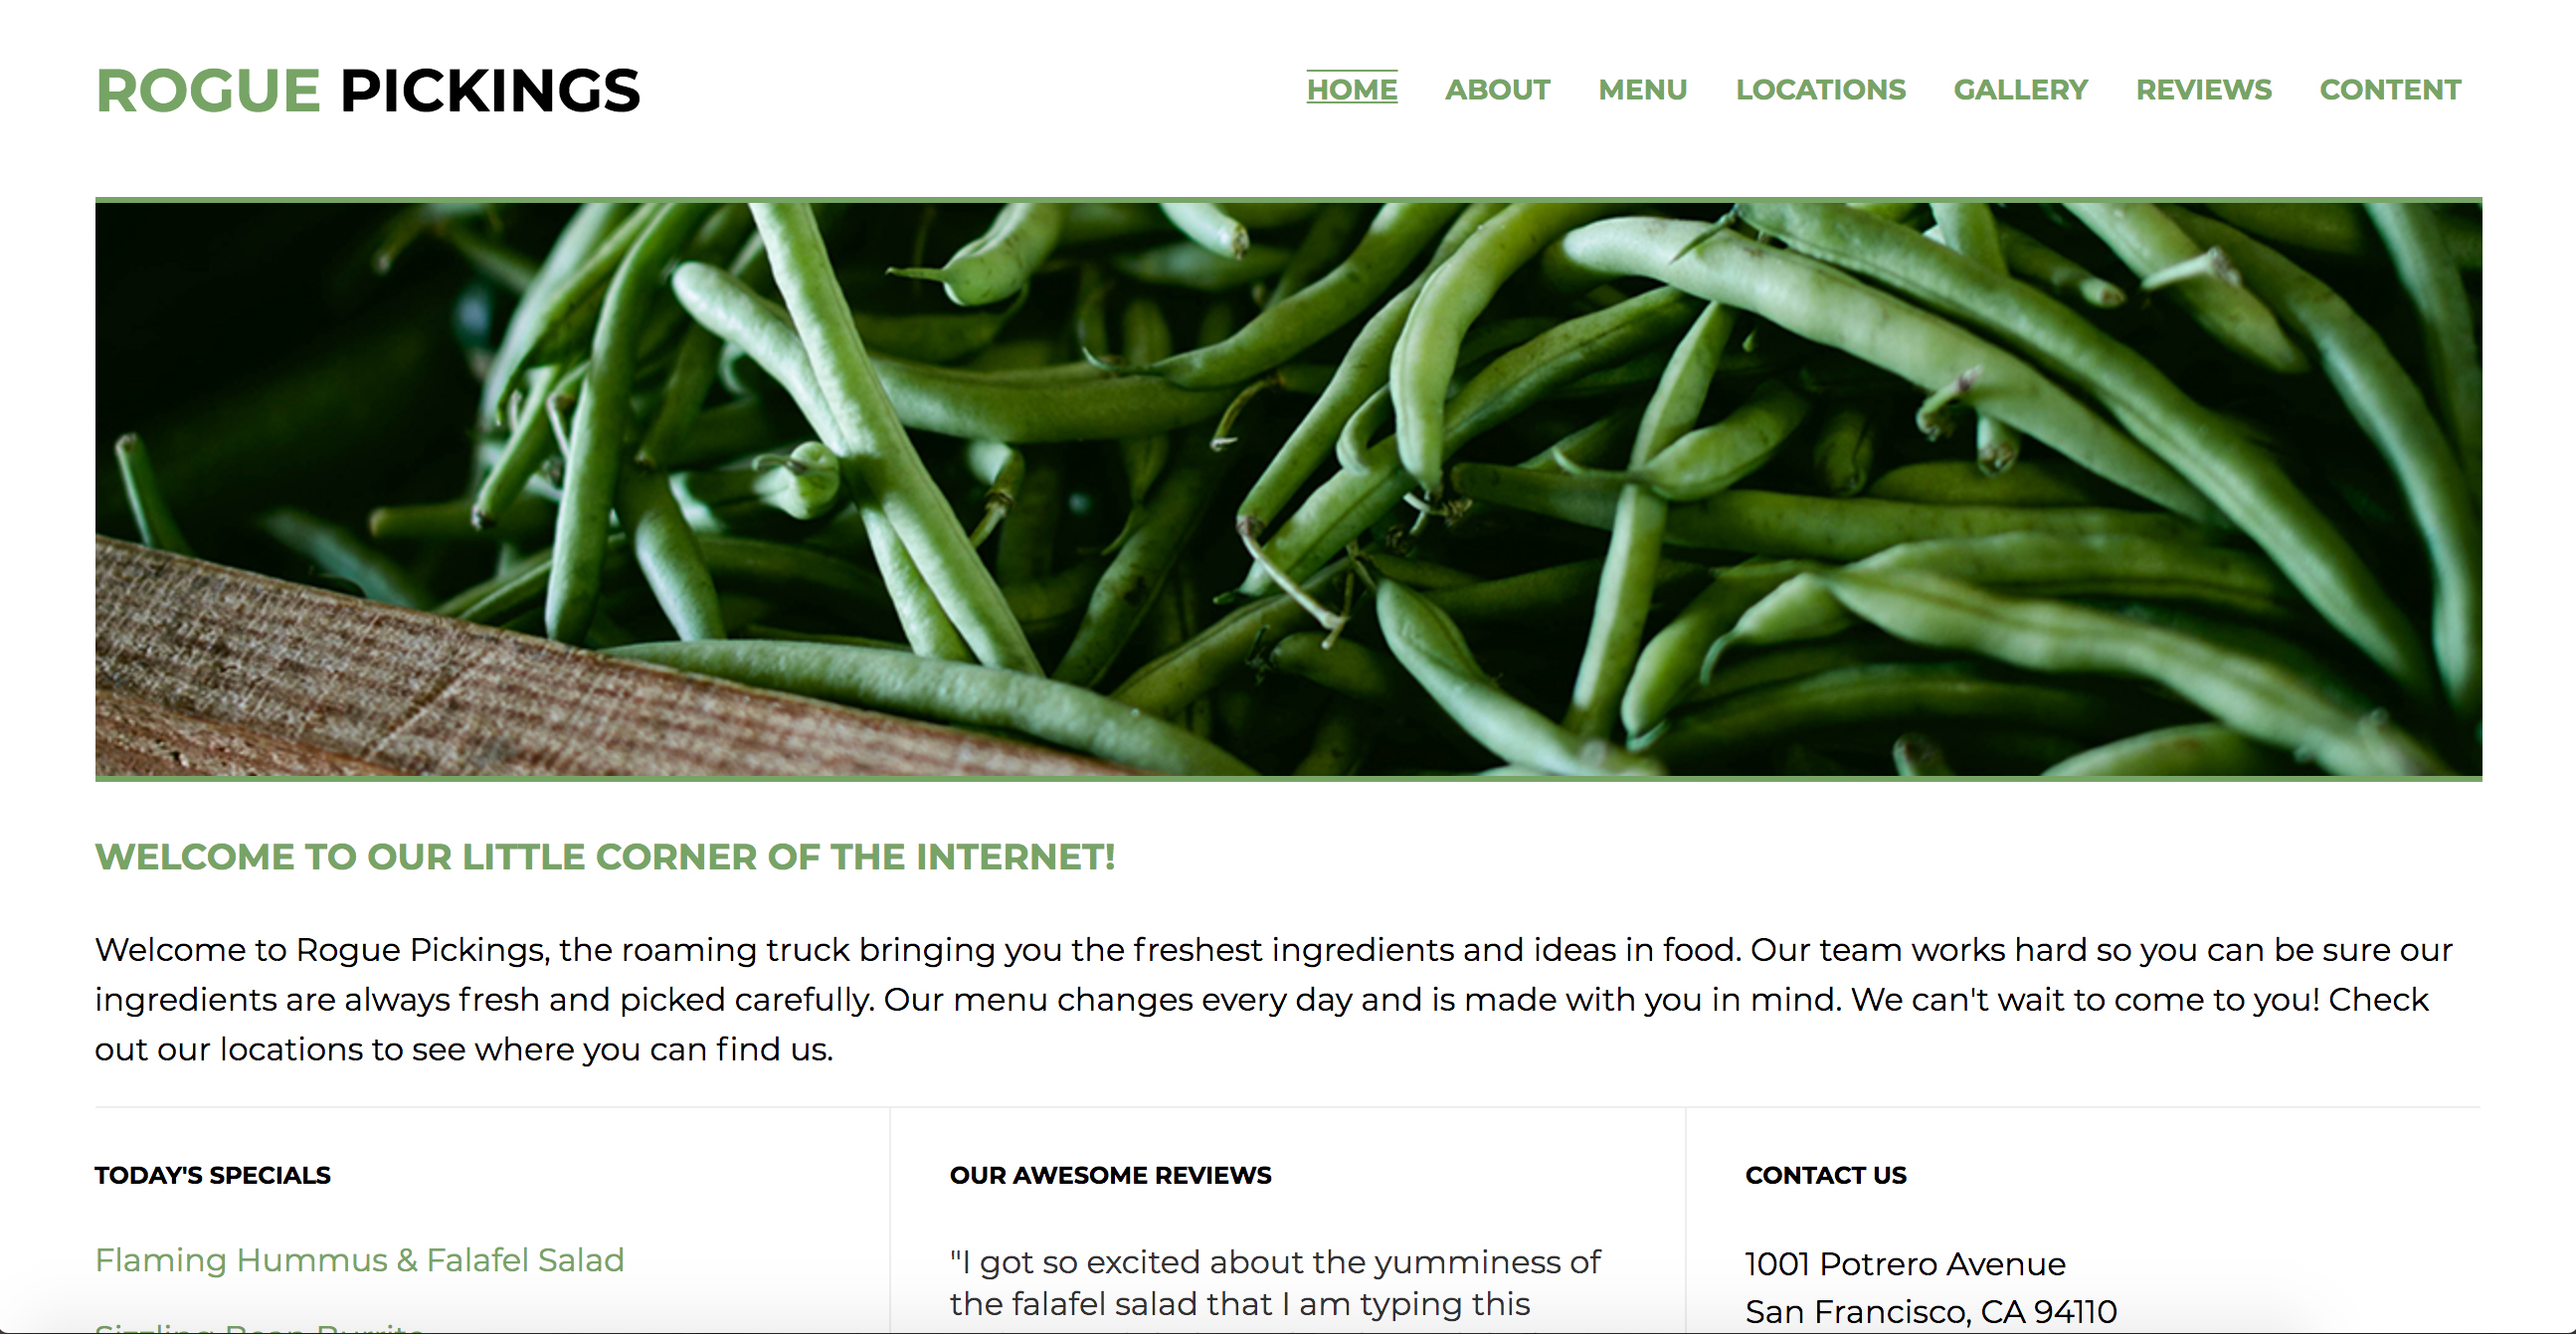 ROGUE PICKINGS
HOME ABOUT MENU LOCATIONS GALLERY REVIEWS CONTENT
WELCOME TO OUR LITTLE CORNER OF THE INTERNET!
Welcome to Rogue Pickings, the roaming truck bringing you the freshest ingredients and ideas in food. Our team works hard so you can be sure our
ingredients are always fresh and picked carefully. Our menu changes every day and is made with you in mind. We can't wait to come to you! Check
out our locations to see where you can find us.
TODAY'S SPECIALS
Flaming Hummus & Falafel Salad
Sizzling Bean Burrito
OUR AWESOME REVIEWS
"I got so excited about the yumminess of
the falafel salad that I am typing this
CONTACT US
1001 Potrero Avenue
San Francisco, CA 94110